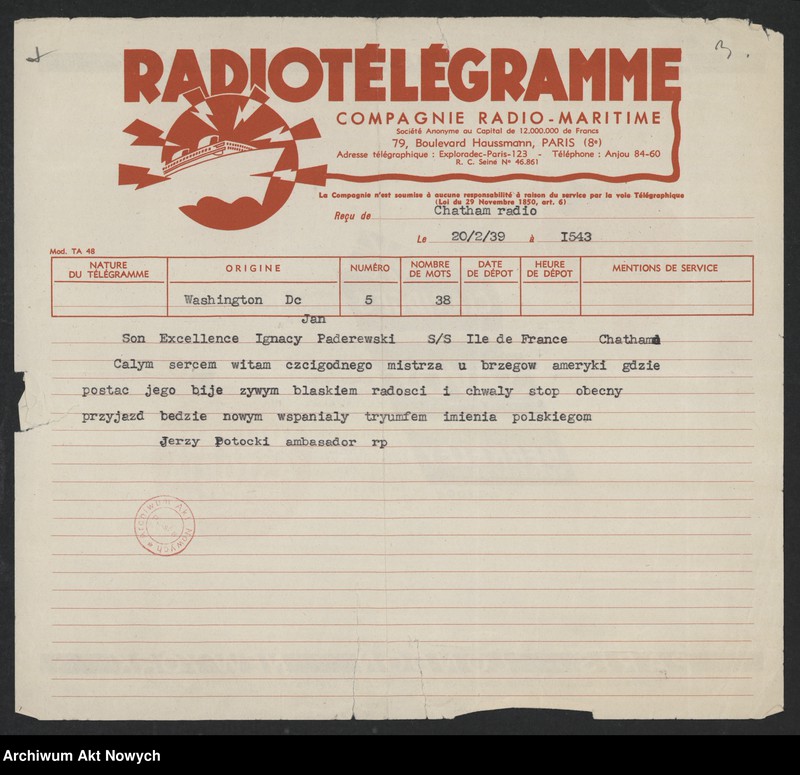 RADIOTÉLÉGRAMME
COMPAGNIE RADIO-MARITIME
Société Anonyme au Capital de 12.000.000 de Francs
79, Boulevard Haussmann, PARIS (8e)
Adresse télégraphique : Exploradec-Paris-123 - Téléphone : Anjou 84-60
R. C. Seine No 46.861
La Compagnie n'est soumise à aucune responsabilité à raison du service par la voie Télégraphique
(Loi du 29 Novembre 1850, art. 6)
Reçu de Chatham radio
Le 20/2/39 à I543
Mod. TA 48
NATURE DU TÉLÉGRAMME ORIGINE NUMÉRO NOMBRE DE MOTS DATE DE DÉPOT HEURE DE DÉPOT MENTIONS DE SERVICE
Washington Dc 5 38
Jan
Son Excellence Ignacy Paderewski S/S Ile de France Chatham
Calym sercem witam czcigodnego mistrza u brzegow ameryki gdzie
postac jego bije zywym blaskiem radosci i chwaly stop obecny
przyjazd bedzie nowym wspanialy tryumfem imienia polskiegom
Jerzy Potocki ambasador rp
Archiwum Akt Nowych
Archiwum Akt Nowych